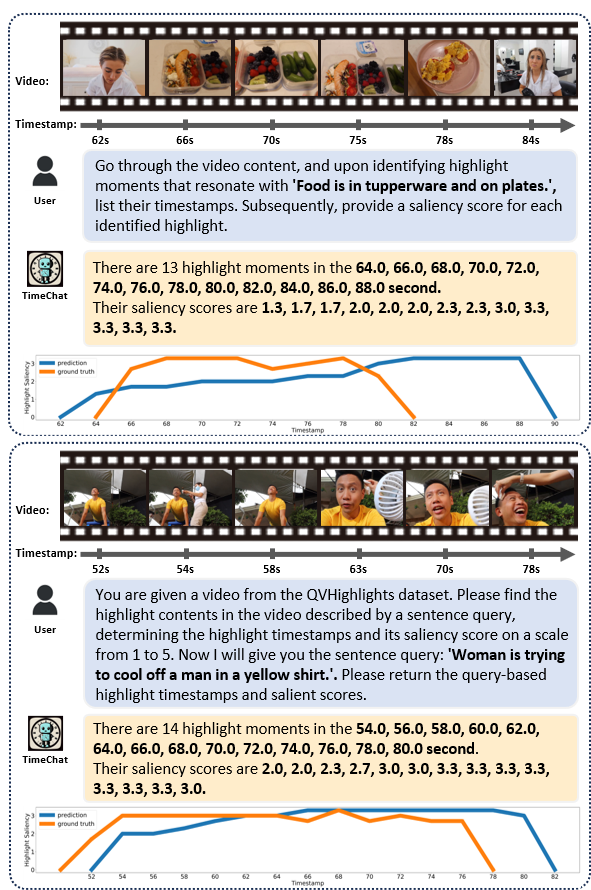 Video:
Timestamp:
62s 66s 70s 75s 78s 84s
User
Go through the video content, and upon identifying highlight
moments that resonate with 'Food is in tupperware and on plates.',
list their timestamps. Subsequently, provide a saliency score for each
identified highlight.
TimeChat
There are 13 highlight moments in the 64.0, 66.0, 68.0, 70.0, 72.0,
74.0, 76.0, 78.0, 80.0, 82.0, 84.0, 86.0, 88.0 second.
Their saliency scores are 1.3, 1.7, 1.7, 2.0, 2.0, 2.0, 2.3, 2.3, 3.0, 3.3,
3.3, 3.3, 3.3.
Highlight Saliency
prediction
ground truth
3
2
1
0
62 64 66 68 70 72 74 76 78 80 82 84 86 88 90
Timestamp
Video:
Timestamp:
52s 54s 58s 63s 70s 78s
User
You are given a video from the QVHighlights dataset. Please find the
highlight contents in the video described by a sentence query,
determining the highlight timestamps and its saliency score on a scale
from 1 to 5. Now I will give you the sentence query: 'Woman is trying
to cool off a man in a yellow shirt.'. Please return the query-based
highlight timestamps and salient scores.
TimeChat
There are 14 highlight moments in the 54.0, 56.0, 58.0, 60.0, 62.0,
64.0, 66.0, 68.0, 70.0, 72.0, 74.0, 76.0, 78.0, 80.0 second.
Their saliency scores are 2.0, 2.0, 2.3, 2.7, 3.0, 3.0, 3.3, 3.3, 3.3, 3.3,
3.3, 3.3, 3.3, 3.0.
Highlight Saliency
prediction
ground truth
3
2
1
0
52 54 56 58 60 62 64 66 68 70 72 74 76 78 80 82
Timestamp